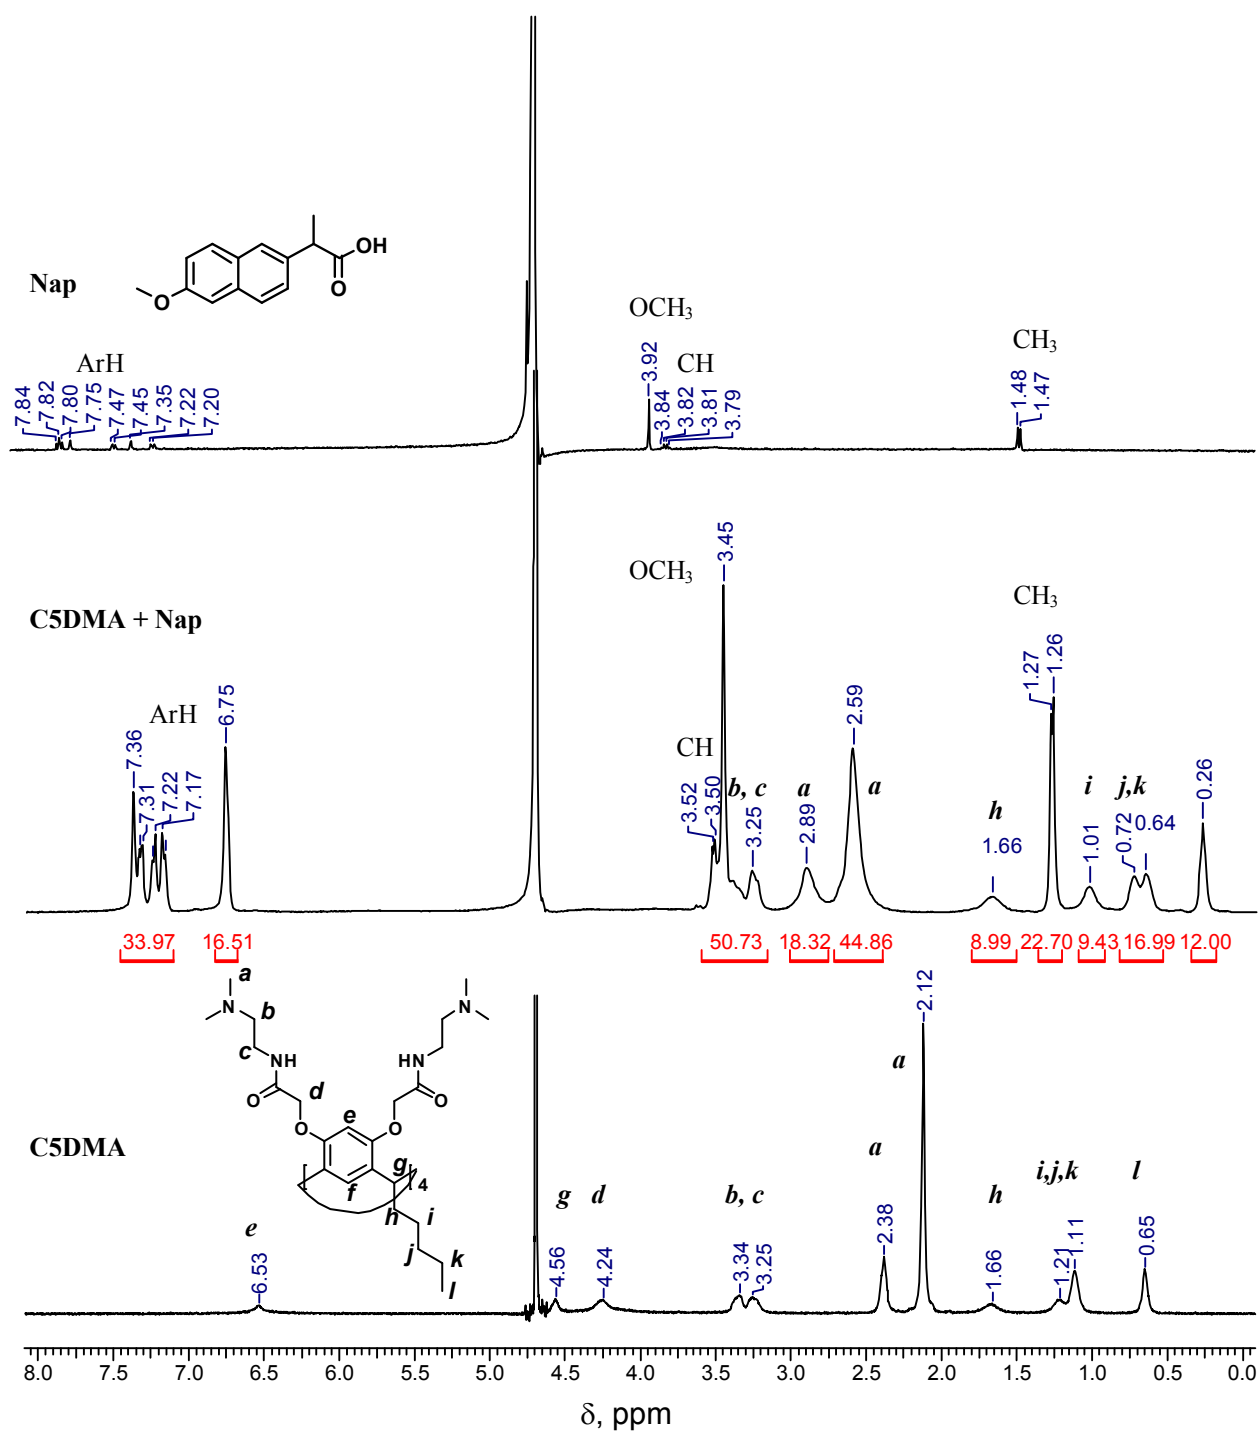 Nap
OH
O
O
ArH
7.84
7.82
7.80
7.75
7.47
7.45
7.35
7.22
7.20
OCH3
3.92
CH
3.84
3.82
3.81
3.79
CH3
1.48
1.47
C5DMA + Nap
ArH
7.36
7.31
7.22
7.17
6.75
OCH3
3.45
CH
3.52
3.50
b, c
3.25
a
2.89
2.59
a
h
1.66
CH3
1.27
1.26
i
1.01
j,k
0.72
0.64
0.26
33.97 16.51 50.73 18.32 44.86 8.99 22.70 9.43 16.99 12.00
C5DMA
a
N
b
c
NH
O
d
O
e
N
HN
O
O
g
4
f
h
i
j
k
l
e
6.53
g
4.56
d
4.24
b, c
3.34
3.25
a
2.38
a
2.12
h
1.66
i,j,k
1.21
1.11
l
0.65
8.0 7.5 7.0 6.5 6.0 5.5 5.0 4.5 4.0 3.5 3.0 2.5 2.0 1.5 1.0 0.5 0.0
δ, ppm